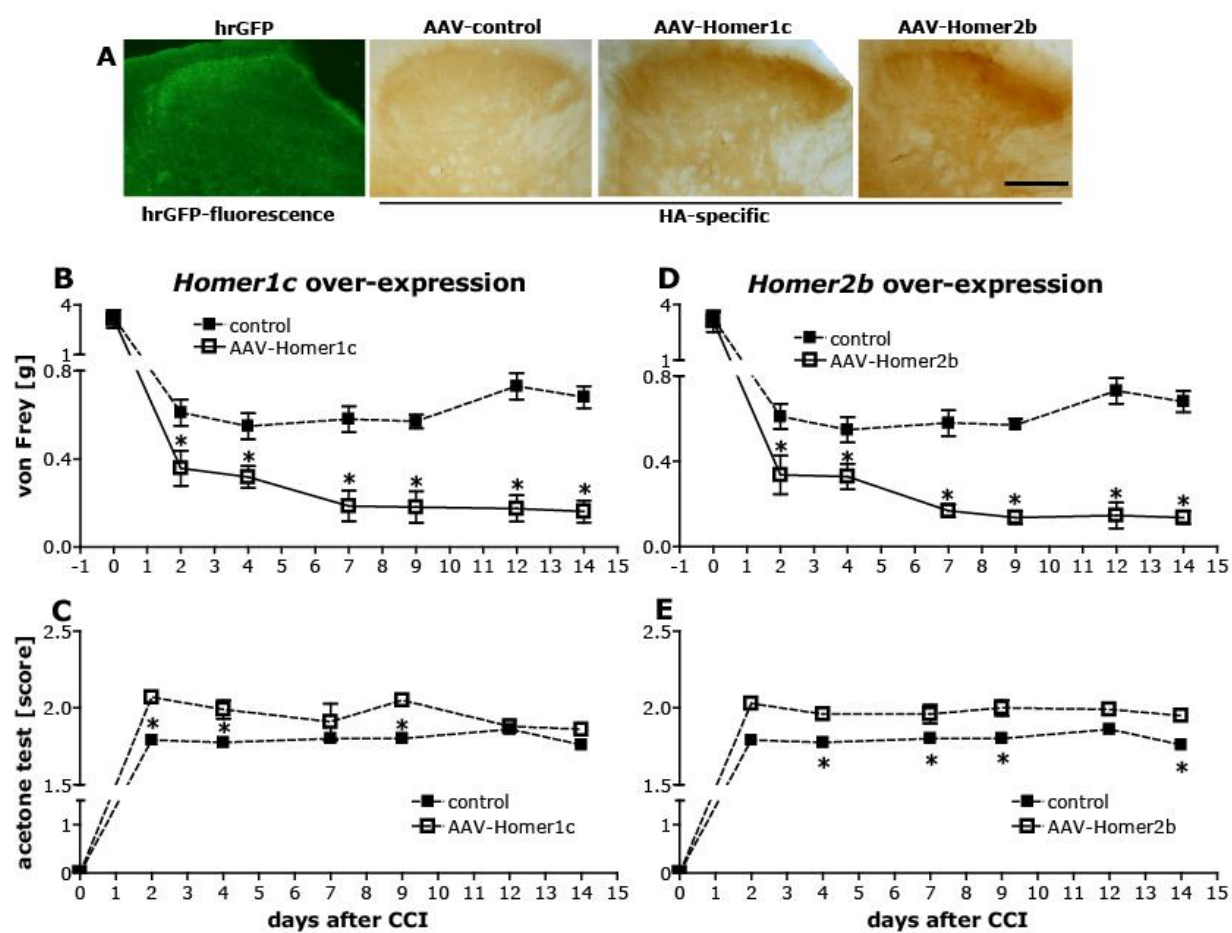 hrGFP AAV-control AAV-Homer1c AAV-Homer2b
A
hrGFP-fluorescence HA-specific
B Homer1c over-expression
4
control
AAV-Homer1c
1
0.8
von Frey [g]
* * * * * *
0.4
0.0
-1 0 1 2 3 4 5 6 7 8 9 10 11 12 13 14 15
D Homer2b over-expression
4
control
AAV-Homer2b
1
0.8
* * * * * *
0.4
0.0
-1 0 1 2 3 4 5 6 7 8 9 10 11 12 13 14 15
C
2.5
acetone test [score]
2.0
* * *
1.5
control
1
AAV-Homer1c
0
0 1 2 3 4 5 6 7 8 9 10 11 12 13 14 15
days after CCI
E
2.5
2.0
* * * *
1.5
control
1
AAV-Homer2b
0
0 1 2 3 4 5 6 7 8 9 10 11 12 13 14 15
days after CCI